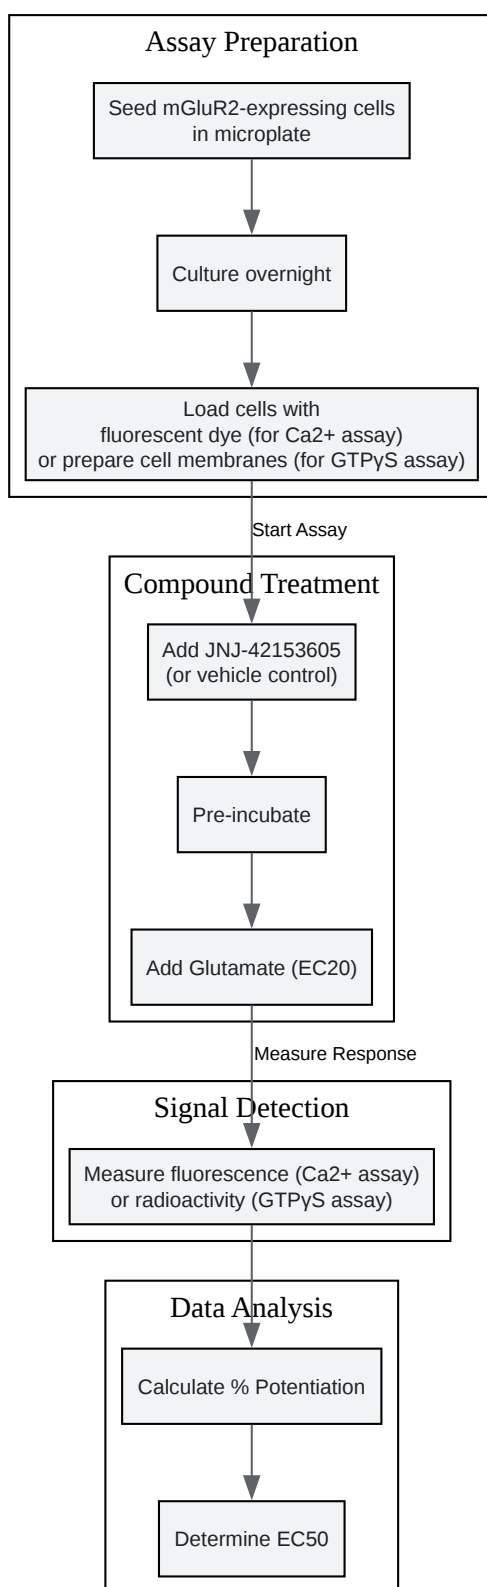 Assay Preparation
Seed mGluR2-expressing cells
in microplate
Culture overnight
Load cells with
fluorescent dye (for Ca2+ assay)
or prepare cell membranes (for GTPγS assay)
Start Assay
Compound Treatment
Add JNJ-42153605
(or vehicle control)
Pre-incubate
Add Glutamate (EC20)
Measure Response
Signal Detection
Measure fluorescence (Ca2+ assay)
or radioactivity (GTPγS assay)
Data Analysis
Calculate % Potentiation
Determine EC50